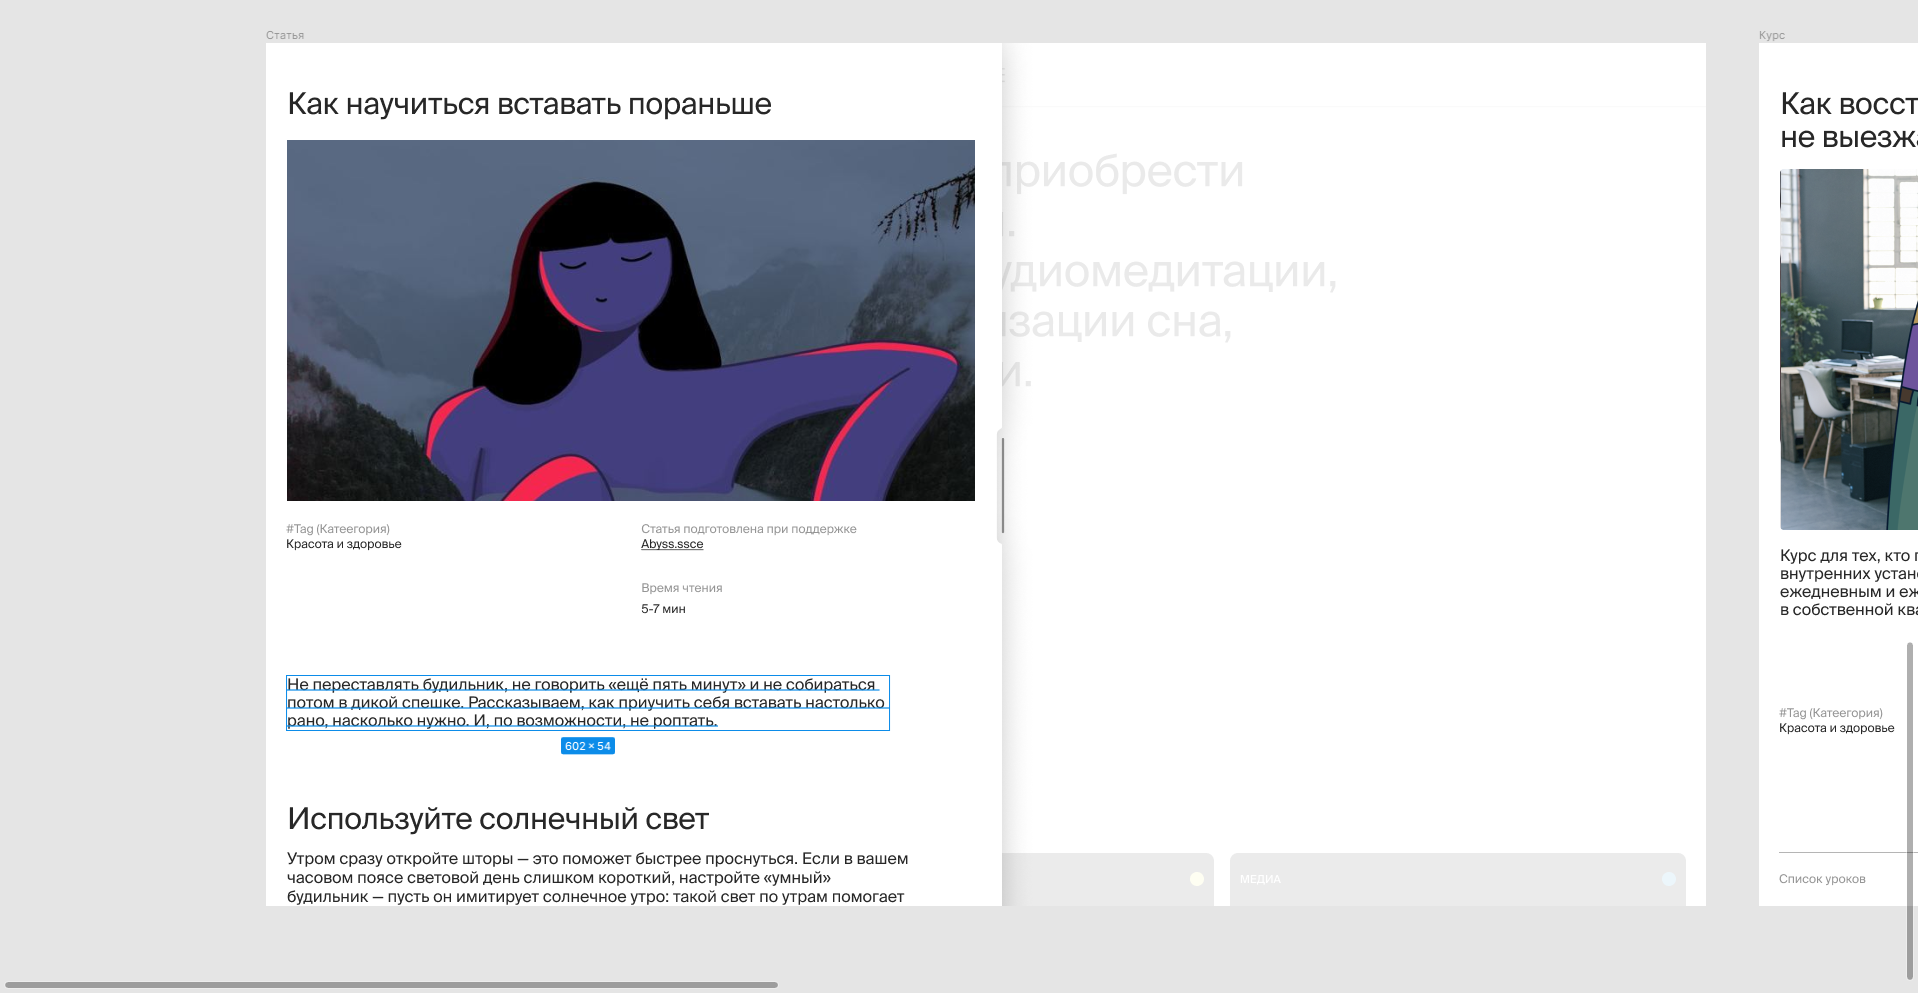 Статья
Курс
Как научиться вставать пораньше
приобрести
аудиомедитации,
зации сна,
и.
#Tag (Катеегория)
Красота и здоровье
Статья подготовлена при поддержке
Abyss.ssce
Время чтения
5-7 мин
Не переставлять будильник, не говорить «ещё пять минут» и не собираться
потом в дикой спешке. Рассказываем, как приучить себя вставать настолько
рано, насколько нужно. И, по возможности, не роптать.
602 × 54
Используйте солнечный свет
Утром сразу откройте шторы — это поможет быстрее проснуться. Если в вашем
часовом поясе световой день слишком короткий, настройте «умный»
будильник — пусть он имитирует солнечное утро: такой свет по утрам помогает
МЕДИА
Как восст
не выезжа
Курс для тех, кто
внутренних устан
ежедневным и еж
в собственной ква
#Tag (Катеегория)
Красота и здоровье
Список уроков